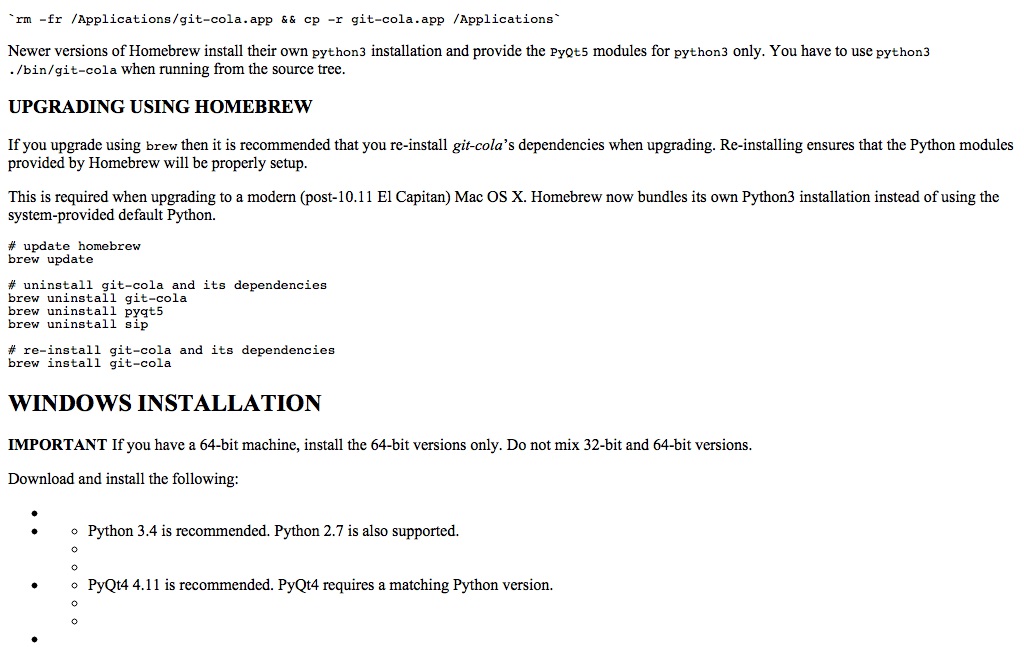 `rm -fr /Applications/git-cola.app && cp -r git-cola.app /Applications`
Newer versions of Homebrew install their own python3 installation and provide the PyQt5 modules for python3 only. You have to use python3
./bin/git-cola when running from the source tree.
UPGRADING USING HOMEBREW
If you upgrade using brew then it is recommended that you re-install git-cola's dependencies when upgrading. Re-installing ensures that the Python modules
provided by Homebrew will be properly setup.
This is required when upgrading to a modern (post-10.11 El Capitan) Mac OS X. Homebrew now bundles its own Python3 installation instead of using the
system-provided default Python.
# update homebrew
brew update
# uninstall git-cola and its dependencies
brew uninstall git-cola
brew uninstall pyqt5
brew uninstall sip
# re-install git-cola and its dependencies
brew install git-cola
WINDOWS INSTALLATION
IMPORTANT If you have a 64-bit machine, install the 64-bit versions only. Do not mix 32-bit and 64-bit versions.
Download and install the following:
Python 3.4 is recommended. Python 2.7 is also supported.
PyQt4 4.11 is recommended. PyQt4 requires a matching Python version.